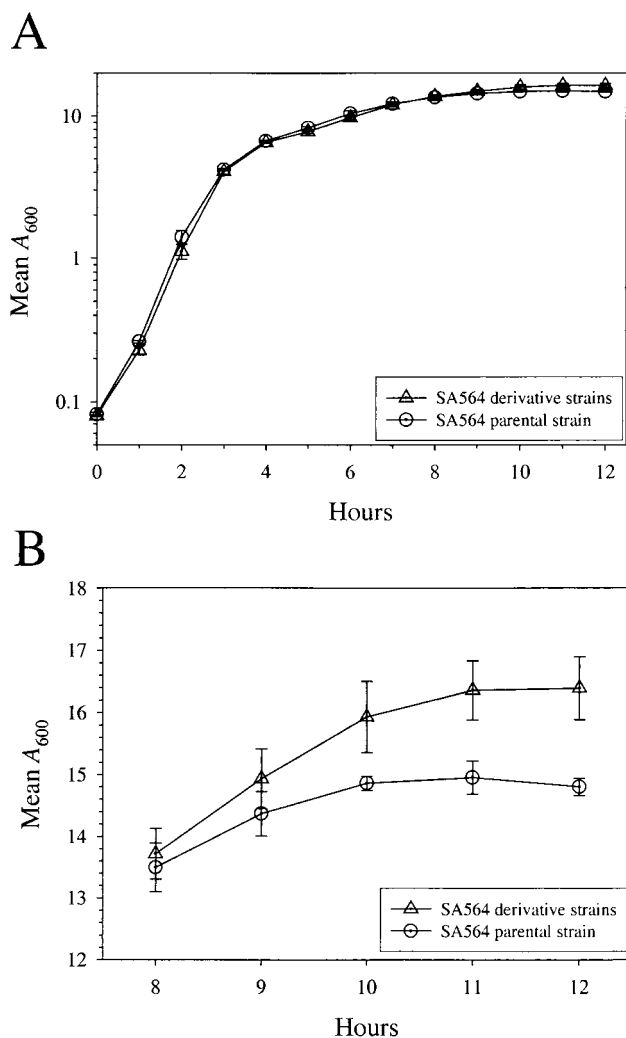 A
10
1
0.1
Mean A600
0 2 4 6 8 10 12
Hours
SA564 derivative strains
SA564 parental strain
B
18
17
16
15
14
13
12
Mean A600
8 9 10 11 12
Hours
SA564 derivative strains
SA564 parental strain